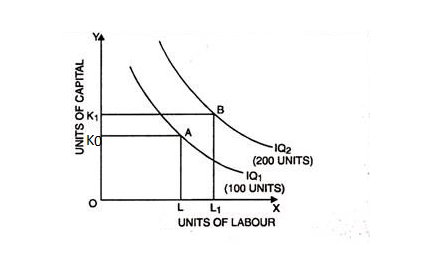 Y
UNITS OF CAPITAL
K1
B
K0
A
IQ2
(200 UNITS)
IQ1
(100 UNITS)
O
L
L1
X
UNITS OF LABOUR